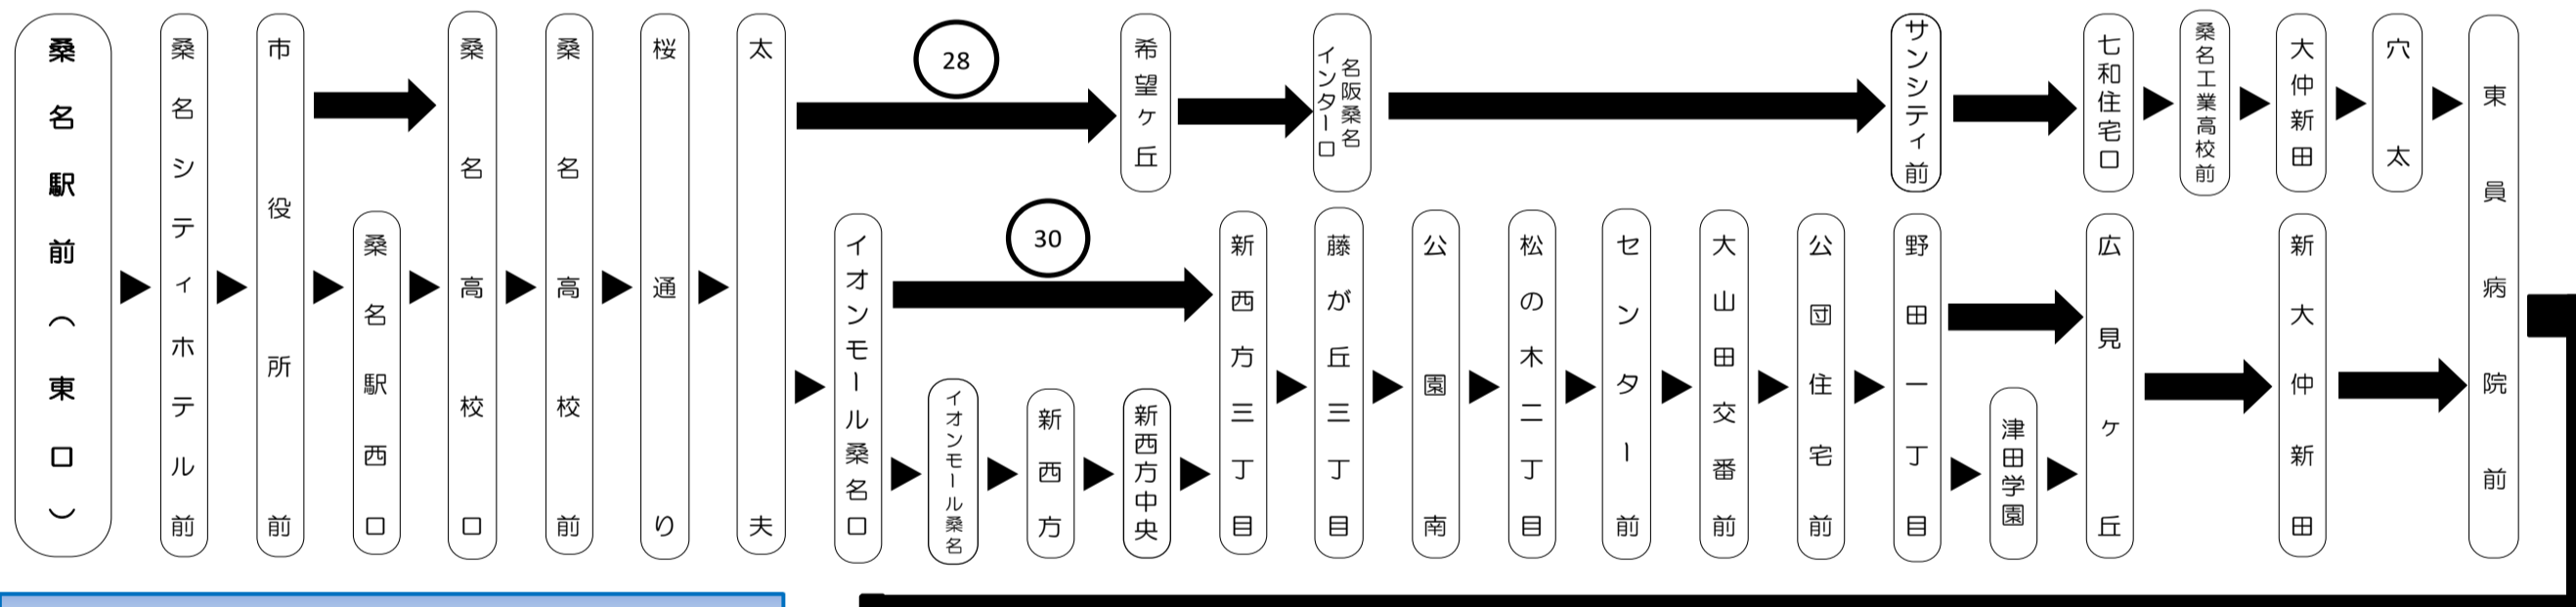 桑名駅前（東口）
桑名シティホテル前
市役所前
桑名駅西口
桑名高校口
桑名高校前
桜通り
太夫
28
希望ヶ丘
名阪桑名
インター口
サンシティ前
七和住宅口
桑名工業高校前
大仲新田
穴太
東員病院前
イオンモール桑名口
30
イオンモール桑名
新西方
新西方中央
新西方三丁目
藤が丘三丁目
公園南
松の木二丁目
センター前
大山田交番前
公団住宅前
野田一丁目
津田学園
広見ヶ丘
新大仲新田